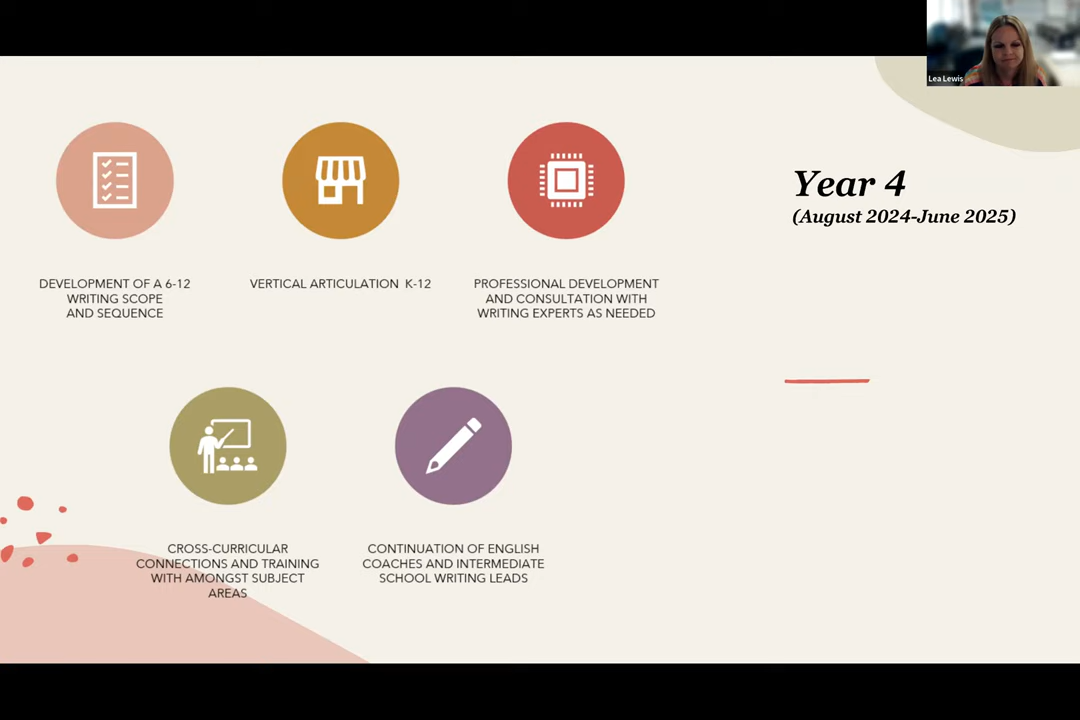 Lea Lewis
Year 4
(August 2024-June 2025)
DEVELOPMENT OF A 6-12
WRITING SCOPE
AND SEQUENCE
VERTICAL ARTICULATION K-12
PROFESSIONAL DEVELOPMENT
AND CONSULTATION WITH
WRITING EXPERTS AS NEEDED
CROSS-CURRICULAR
CONNECTIONS AND TRAINING
WITH AMONGST SUBJECT
AREAS
CONTINUATION OF ENGLISH
COACHES AND INTERMEDIATE
SCHOOL WRITING LEADS